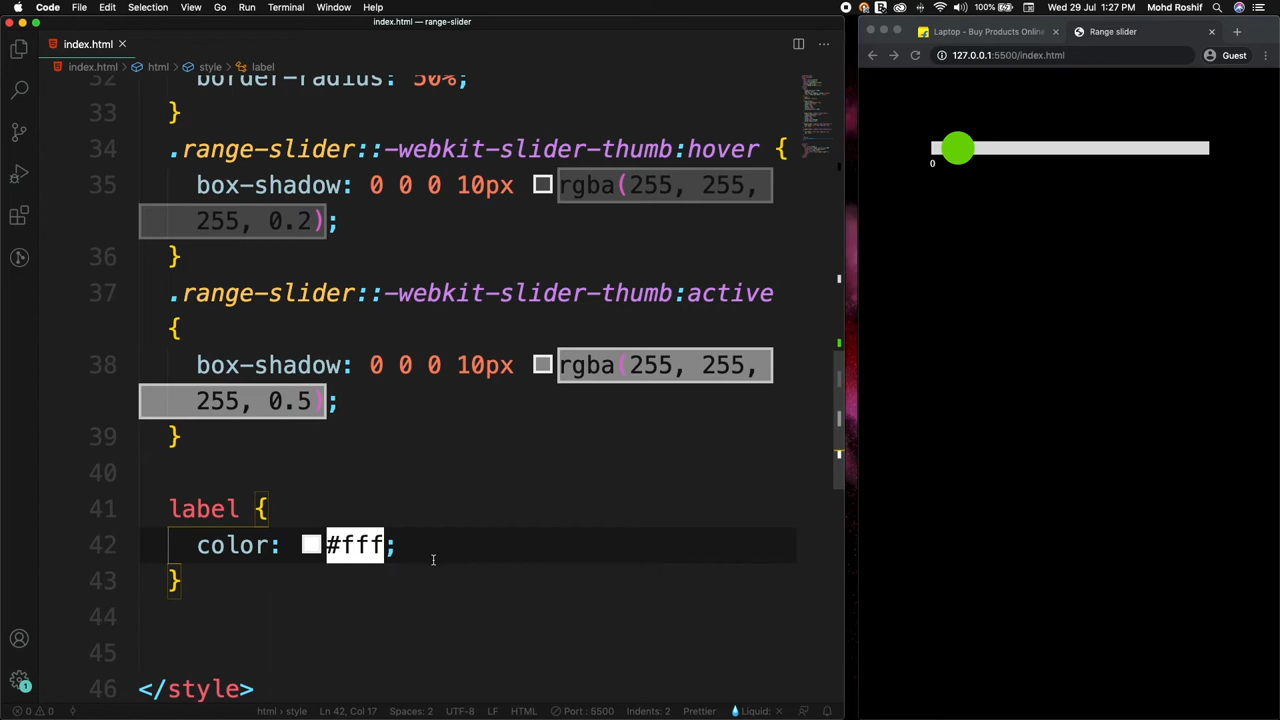 Code File Edit Selection View Go Run Terminal Window Help 100% Wed 29 Jul 1:27 PM Mohd Roshif
index.html — range-slider
index.html
index.html > html > style > label
32 border-radius: 50%;
33 }
34 .range-slider::-webkit-slider-thumb:hover {
35 box-shadow: 0 0 0 10px rgba(255, 255,
255, 0.2);
36 }
37 .range-slider::-webkit-slider-thumb:active
{
38 box-shadow: 0 0 0 10px rgba(255, 255,
255, 0.5);
39 }
40
41 label {
42 color: #fff;
43 }
44
45
46 </style>
1
0 0 html > style Ln 42, Col 17 Spaces: 2 UTF-8 LF HTML Port : 5500 Indents: 2 Prettier Liquid:
Laptop - Buy Products Online Range slider
127.0.0.1:5500/index.html Guest
0